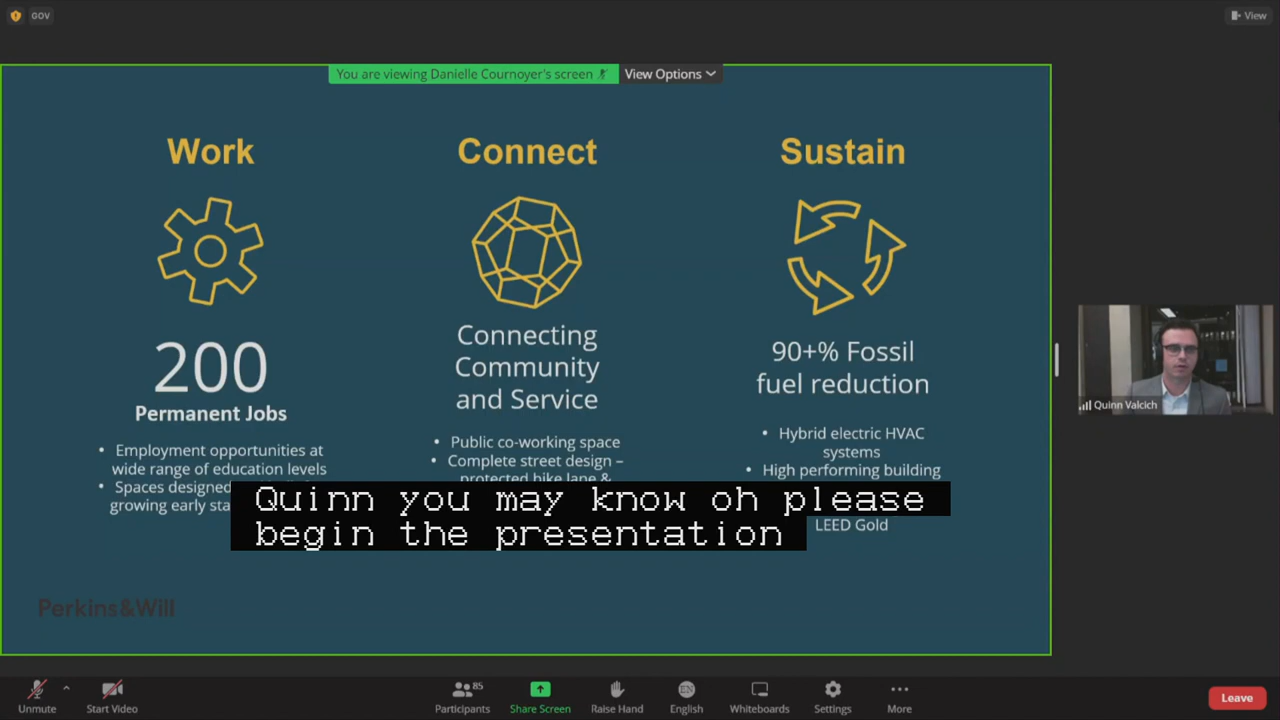 GOV
View
You are viewing Danielle Cournoyer's screen
View Options
Work
200
Permanent Jobs
• Employment opportunities at
wide range of education levels
• Spaces designed
growing early sta
Connect
Connecting
Community
and Service
• Public co-working space
• Complete street design –
protected bike lane &
Sustain
90+% Fossil
fuel reduction
• Hybrid electric HVAC
systems
• High performing building
LEED Gold
Quinn you may know oh please
begin the presentation
Perkins&Will
Quinn Valcich
Unmute
Start Video
85
Participants
Share Screen
Raise Hand
EN
English
Whiteboards
Settings
More
Leave